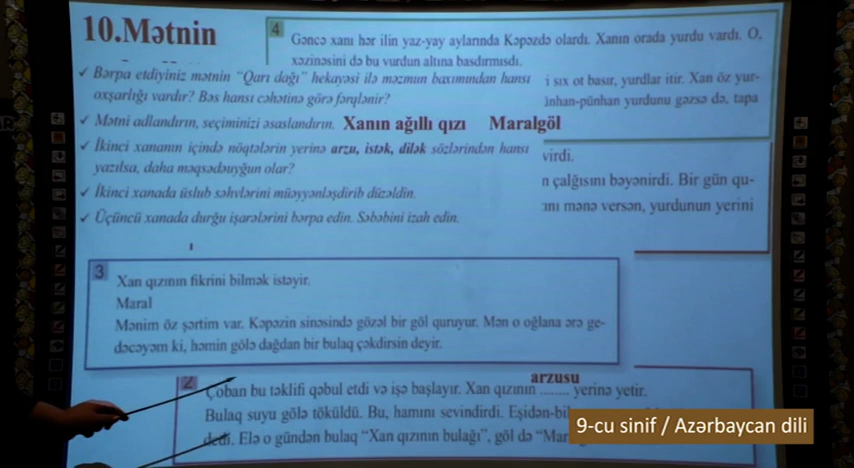 10.Mətnin
4
Gəncə xanı hər ilin yaz-yay aylarında Kəpəzdə olardı. Xanın orada yurdu vardı. O,
xəzinəsini də bu yurdun altına basdırmısdı.
✓ Bərpa etdiyiniz mətnin "Qarı dağı" hekayəsi ilə məzmun baxımından hansı
oxşarlığı vardır? Bəs hansı cəhətinə görə fərqlənir?
i sıx ot basır, yurdlar itir. Xan öz yur-
ünhan-pünhan yurdunu gəzsə də, tapa
✓ Mətni adlandırın, seçiminizi əsaslandırın. Xanın ağıllı qızı Maralgöl
✓ İkinci xananın içində nöqtələrin yerinə arzu, istək, dilək sözlərindən hansı
yazılsa, daha məqsədəuyğun olar?
virdi.
✓ İkinci xanada üslub səhvlərini müəyyənləşdirib düzəldin.
n çalğısını bəyənirdi. Bir gün qu-
✓ Üçüncü xanada durğu işarələrini bərpa edin. Səbəbini izah edin.
ını mənə versən, yurdunun yerini
3
Xan qızının fikrini bilmək istəyir.
Maral
Mənim öz şərtim var. Kəpəzin sinəsində gözəl bir göl quruyur. Mən o oğlana ərə ge-
dəcəyəm ki, həmin gölə dağdan bir bulaq çəkdirsin deyir.
2
arzusu
Çoban bu təklifi qəbul etdi və işə başlayır. Xan qızının ........ yerinə yetir.
Bulaq suyu gölə töküldü. Bu, hamını sevindirdi. Eşidən-bil
dedi. Elə o gündən bulaq "Xan qızının bulağı", göl də "Mar
9-cu sinif / Azərbaycan dili